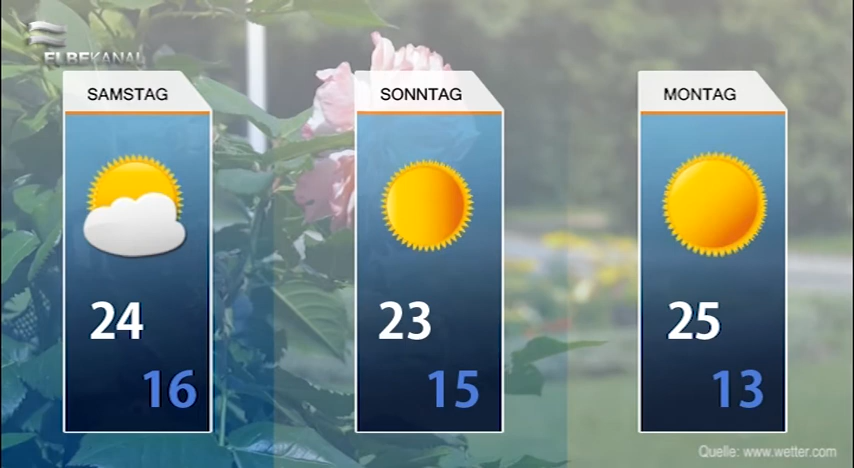 ELBEKANAL
SAMSTAG
24
16
SONNTAG
23
15
MONTAG
25
13
Quelle: www.wetter.com